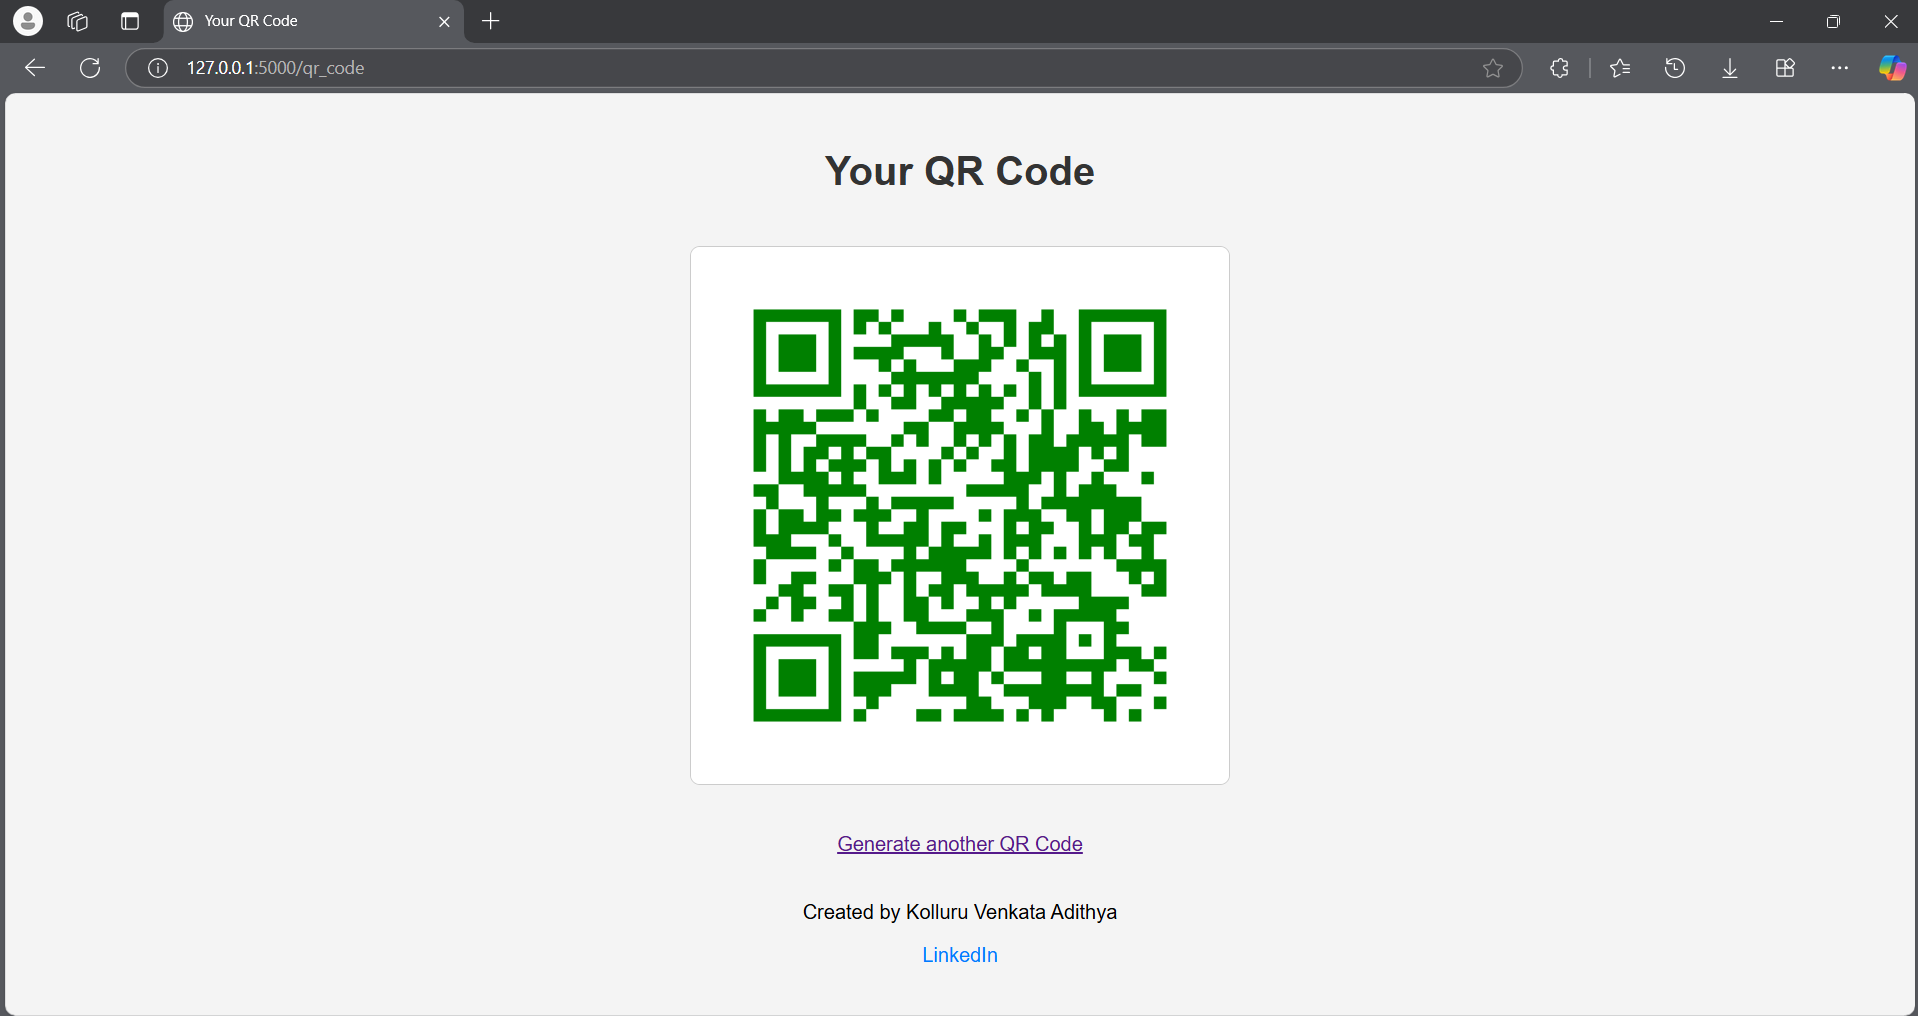 Your QR Code
127.0.0.1:5000/qr_code
Your QR Code
Generate another QR Code
Created by Kolluru Venkata Adithya
LinkedIn